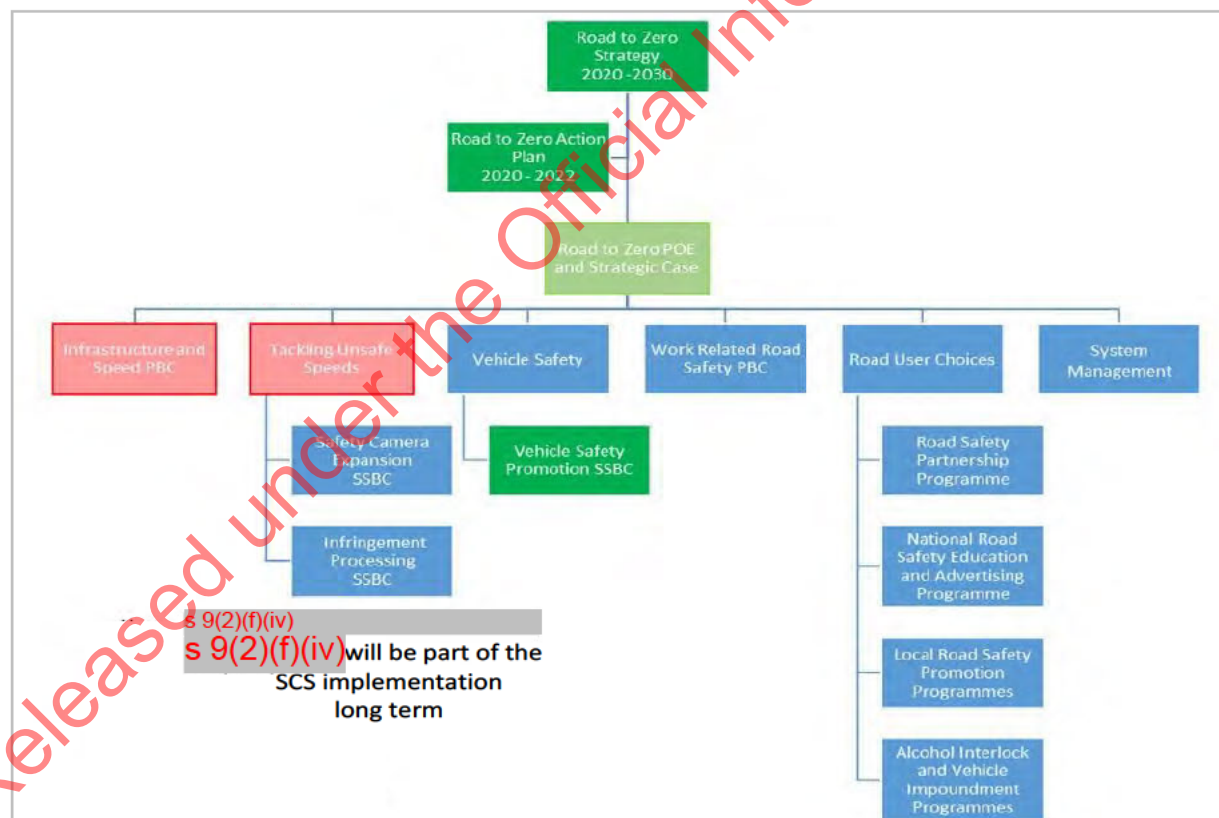 Road to Zero
Strategy
2020 -2030
Road to Zero Action
Plan
2020 - 2022
Road to Zero POE
and Strategic Case
Infrastructure and
Speed PBC
Tackling Unsafe
Speeds
Vehicle Safety
Work Related Road
Safety PBC
Road User Choices
System
Management
Safety Camera
Expansion
SSBC
Infringement
Processing
SSBC
Vehicle Safety
Promotion SSBC
Road Safety
Partnership
Programme
National Road
Safety Education
and Advertising
Programme
Local Road Safety
Promotion
Programmes
Alcohol Interlock
and Vehicle
Impoundment
Programmes
s 9(2)(f)(iv)
s 9(2)(f)(iv) will be part of the
SCS implementation
long term
Released under the Official